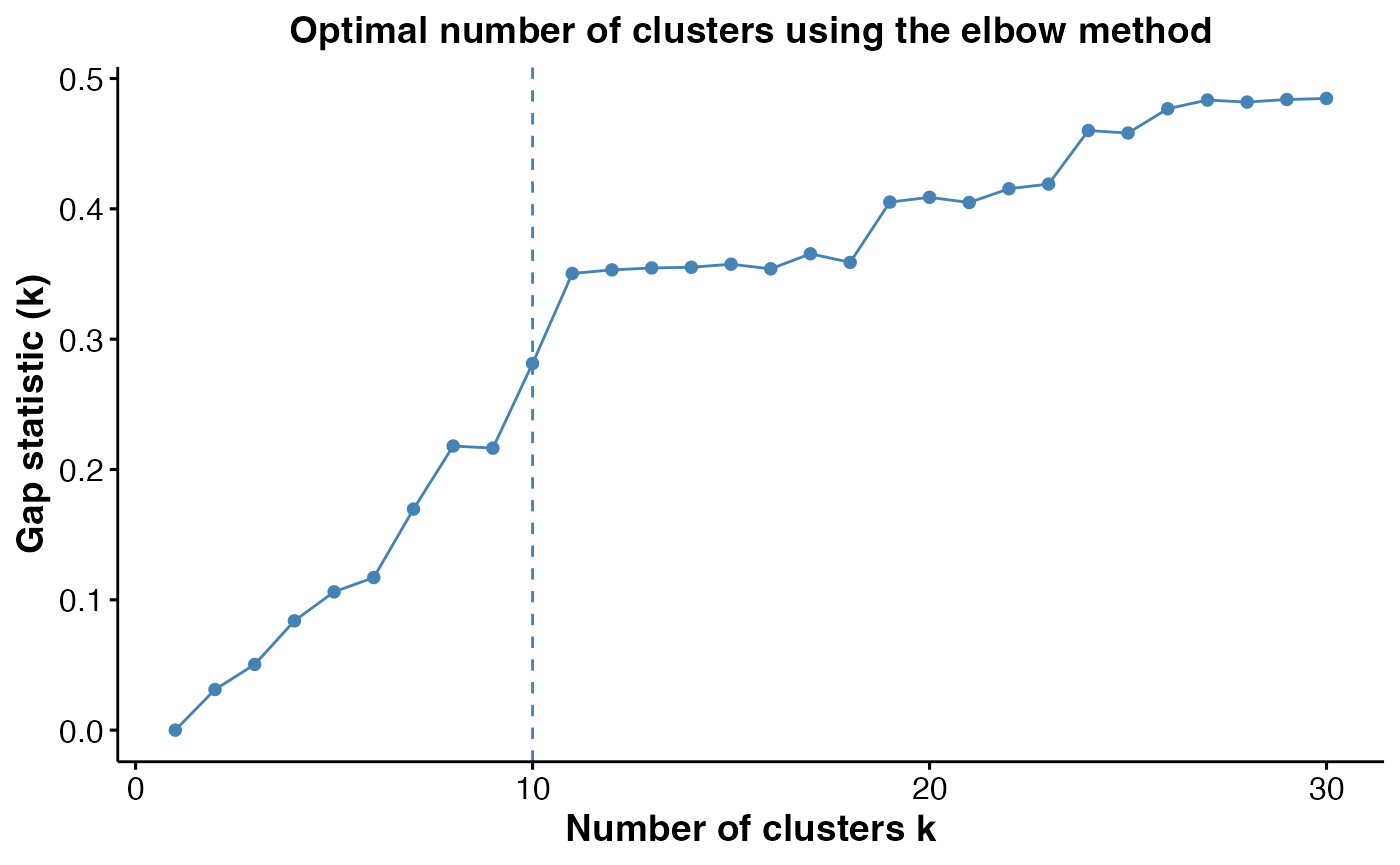 Optimal number of clusters using the elbow method
0.5
0.4
0.3
0.2
0.1
0.0
Gap statistic (k)
0 10 20 30
Number of clusters k